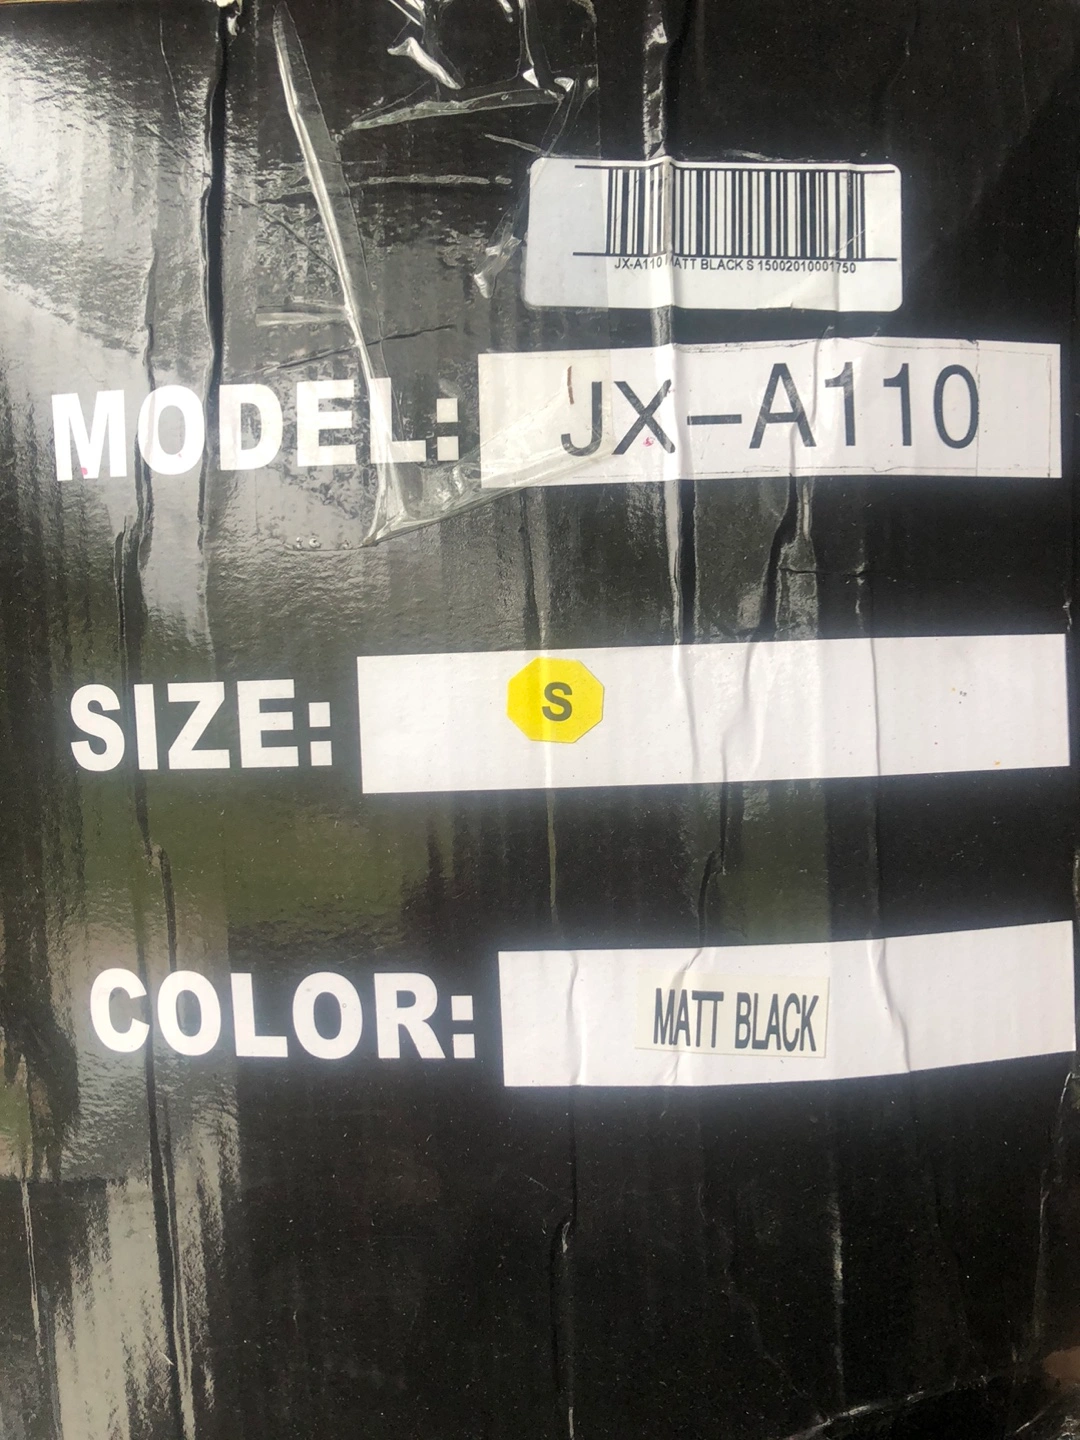 JX-A110 MATT BLACK S 15002010001750
MODEL: JX-A110
SIZE: S
COLOR: MATT BLACK